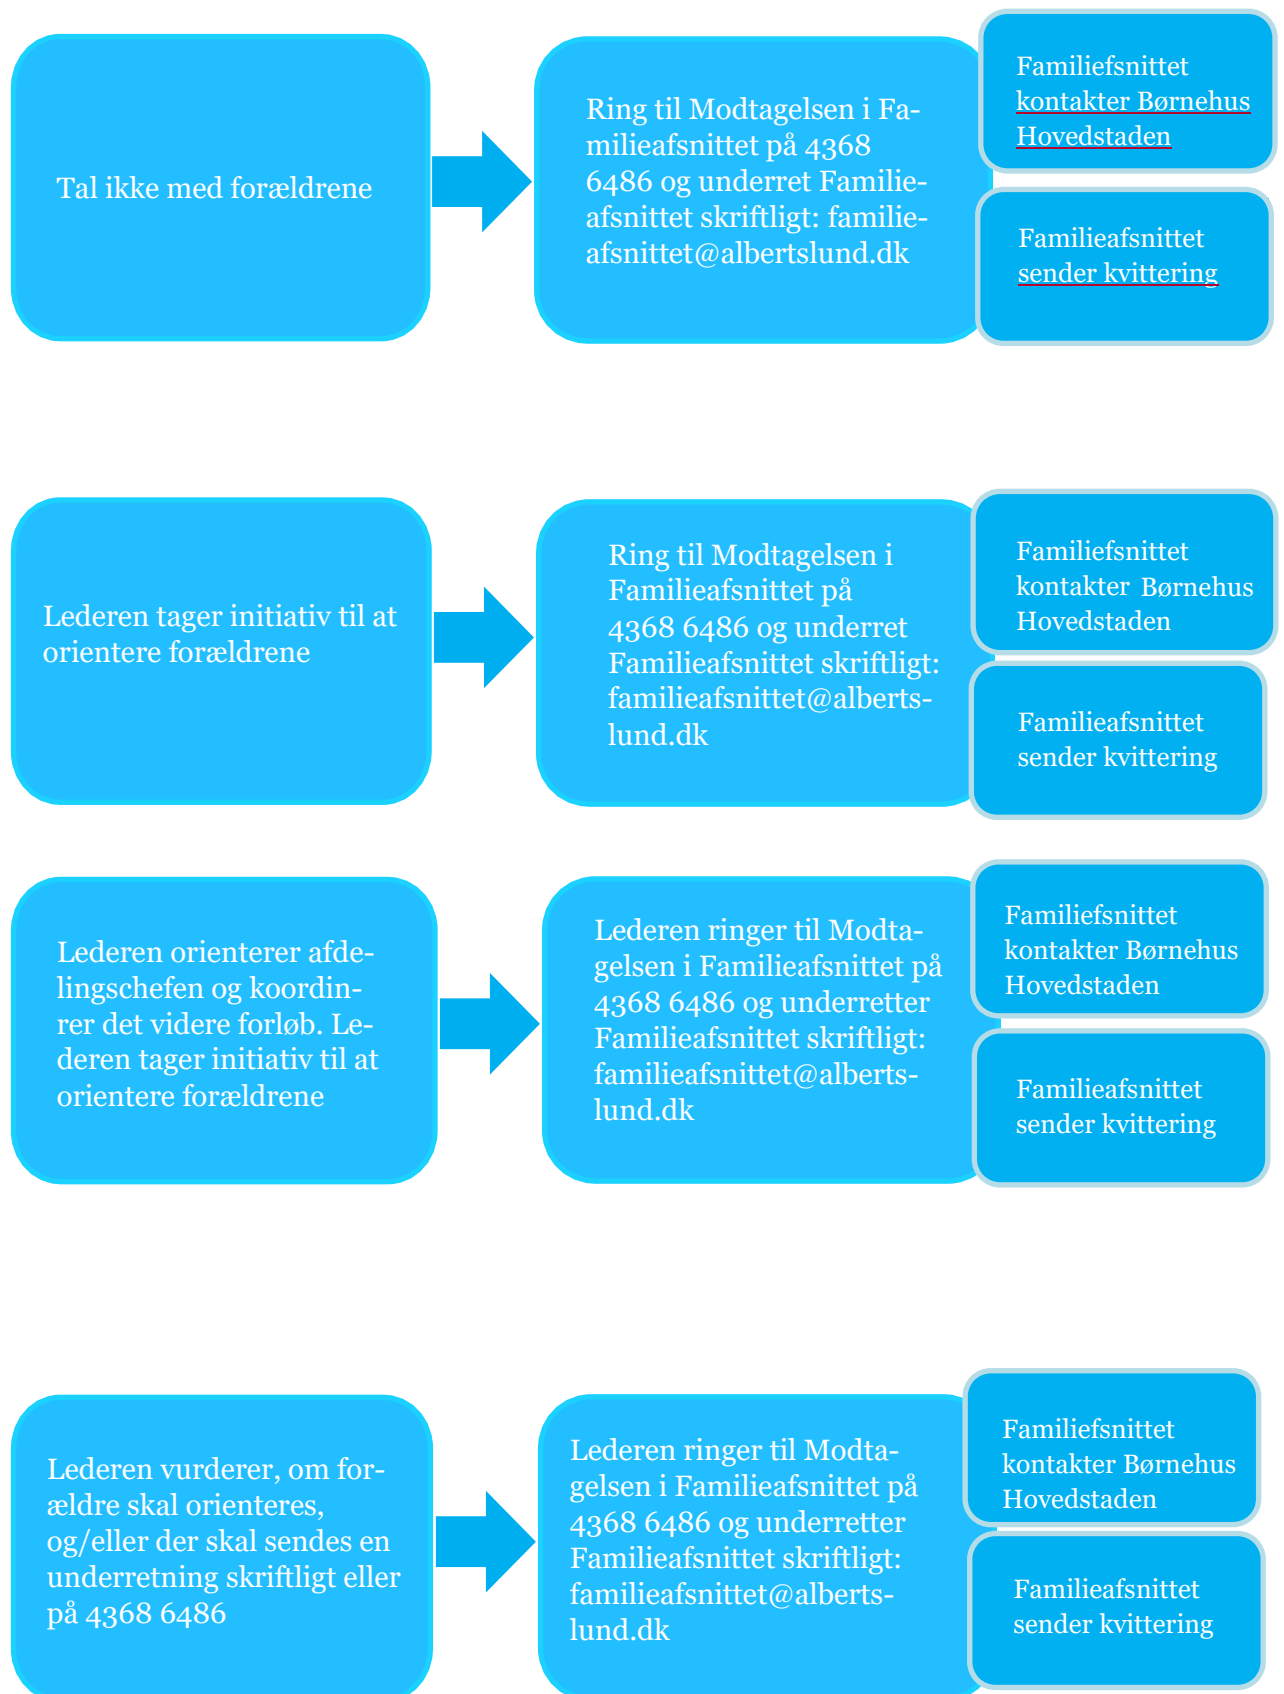 Tal ikke med forældrene
Ring til Modtagelsen i Fa-
milieafsnittet på 4368
6486 og underret Familie-
afsnittet skriftligt: familie-
afsnittet@albertslund.dk
Familiefsnittet
kontakter Børnehus
Hovedstaden
Familieafsnittet
sender kvittering
Lederen tager initiativ til at
orientere forældrene
Ring til Modtagelsen i
Familieafsnittet på
4368 6486 og underret
Familieafsnittet skriftligt:
familieafsnittet@alberts-
lund.dk
Familiefsnittet
kontakter Børnehus
Hovedstaden
Familieafsnittet
sender kvittering
Lederen orienterer afde-
lingschefen og koordin-
rer det videre forløb. Le-
deren tager initiativ til at
orientere forældrene
Lederen ringer til Modta-
gelsen i Familieafsnittet på
4368 6486 og underretter
Familieafsnittet skriftligt:
familieafsnittet@alberts-
lund.dk
Familiefsnittet
kontakter Børnehus
Hovedstaden
Familieafsnittet
sender kvittering
Lederen vurderer, om for-
ældre skal orienteres,
og/eller der skal sendes en
underretning skriftligt eller
på 4368 6486
Lederen ringer til Modta-
gelsen i Familieafsnittet på
4368 6486 og underretter
Familieafsnittet skriftligt:
familieafsnittet@alberts-
lund.dk
Familiefsnittet
kontakter Børnehus
Hovedstaden
Familieafsnittet
sender kvittering